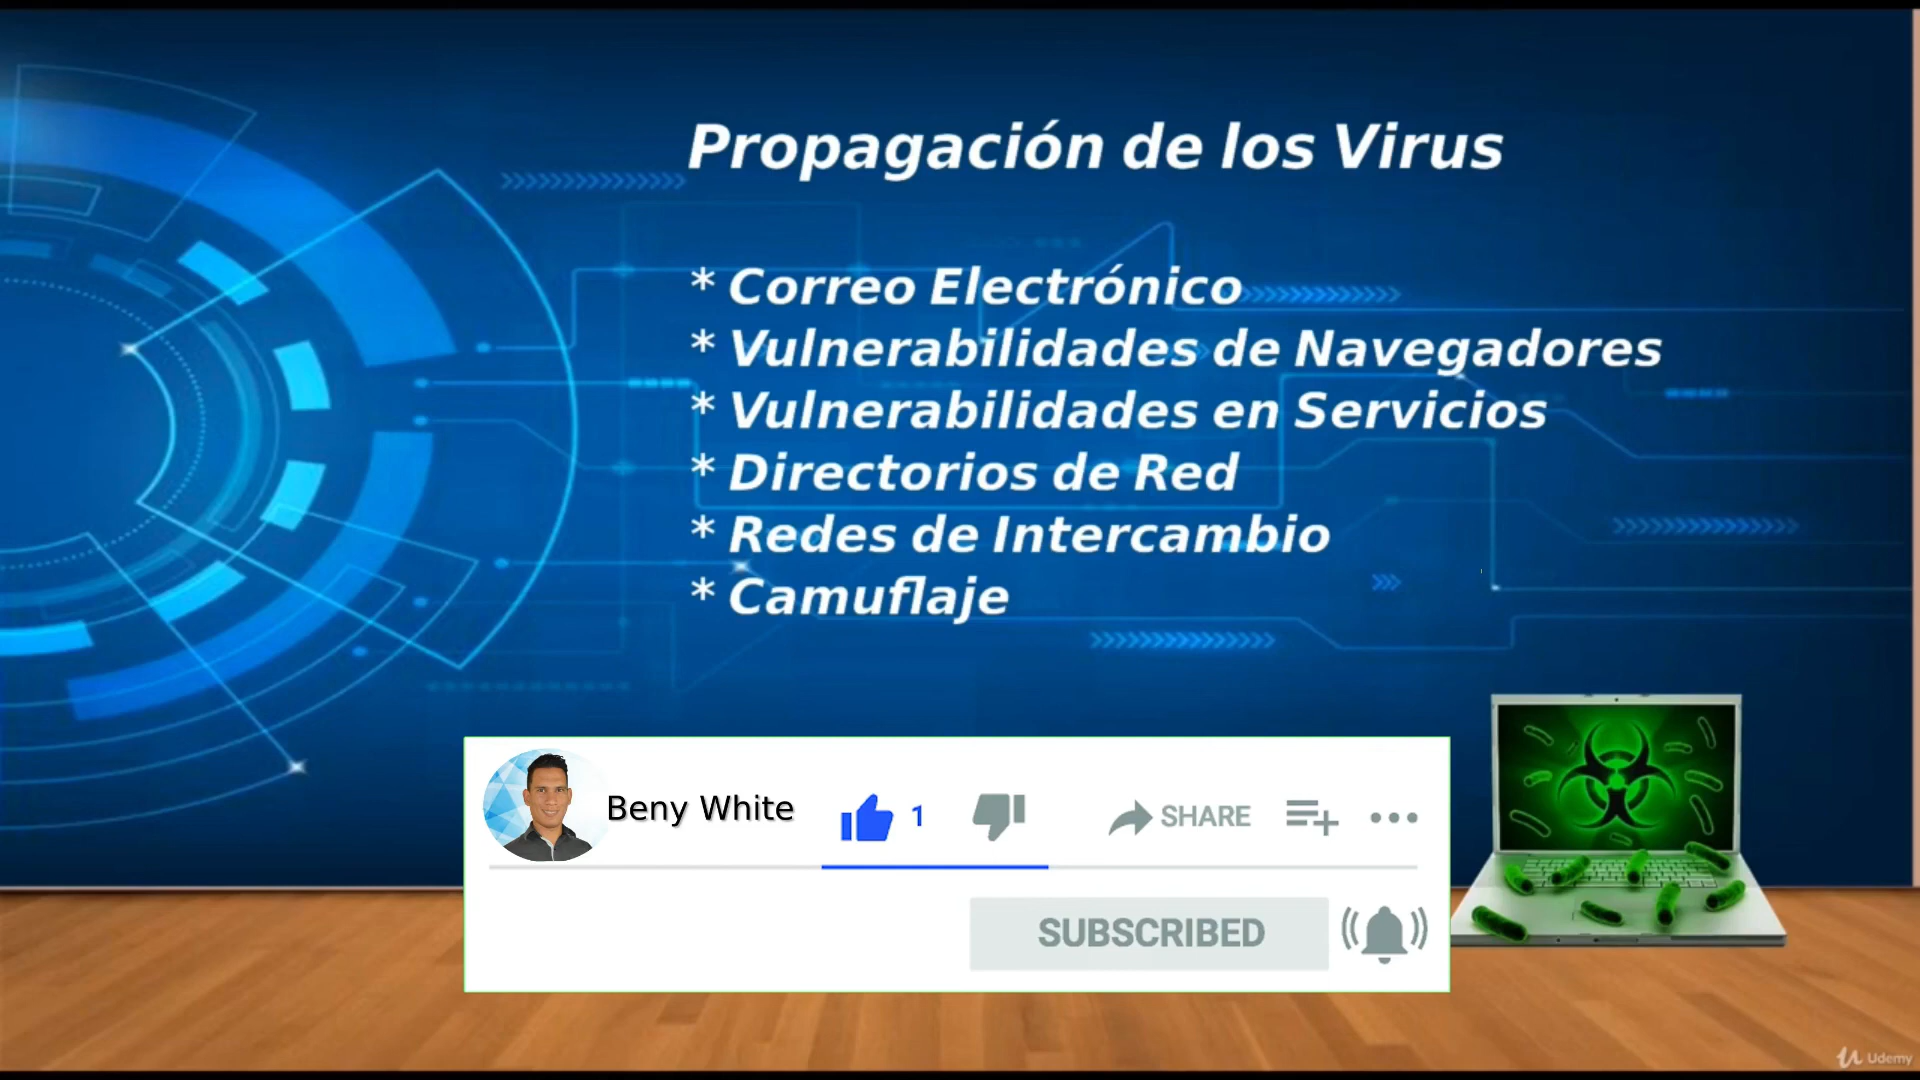 Propagación de los Virus
* Correo Electrónico
* Vulnerabilidades de Navegadores
* Vulnerabilidades en Servicios
* Directorios de Red
* Redes de Intercambio
* Camuflaje
Beny White
1
SHARE
SUBSCRIBED
Udemy